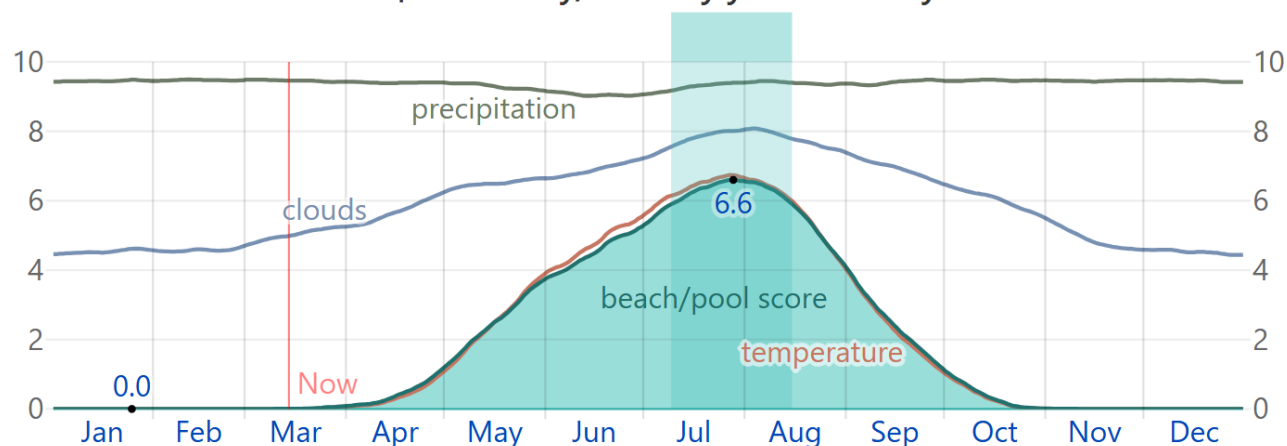 10 10
precipitation
8 8
clouds
6 6.6 6
4 4
beach/pool score
2 temperature 2
0.0 Now
0 0
Jan Feb Mar Apr May Jun Jul Aug Sep Oct Nov Dec